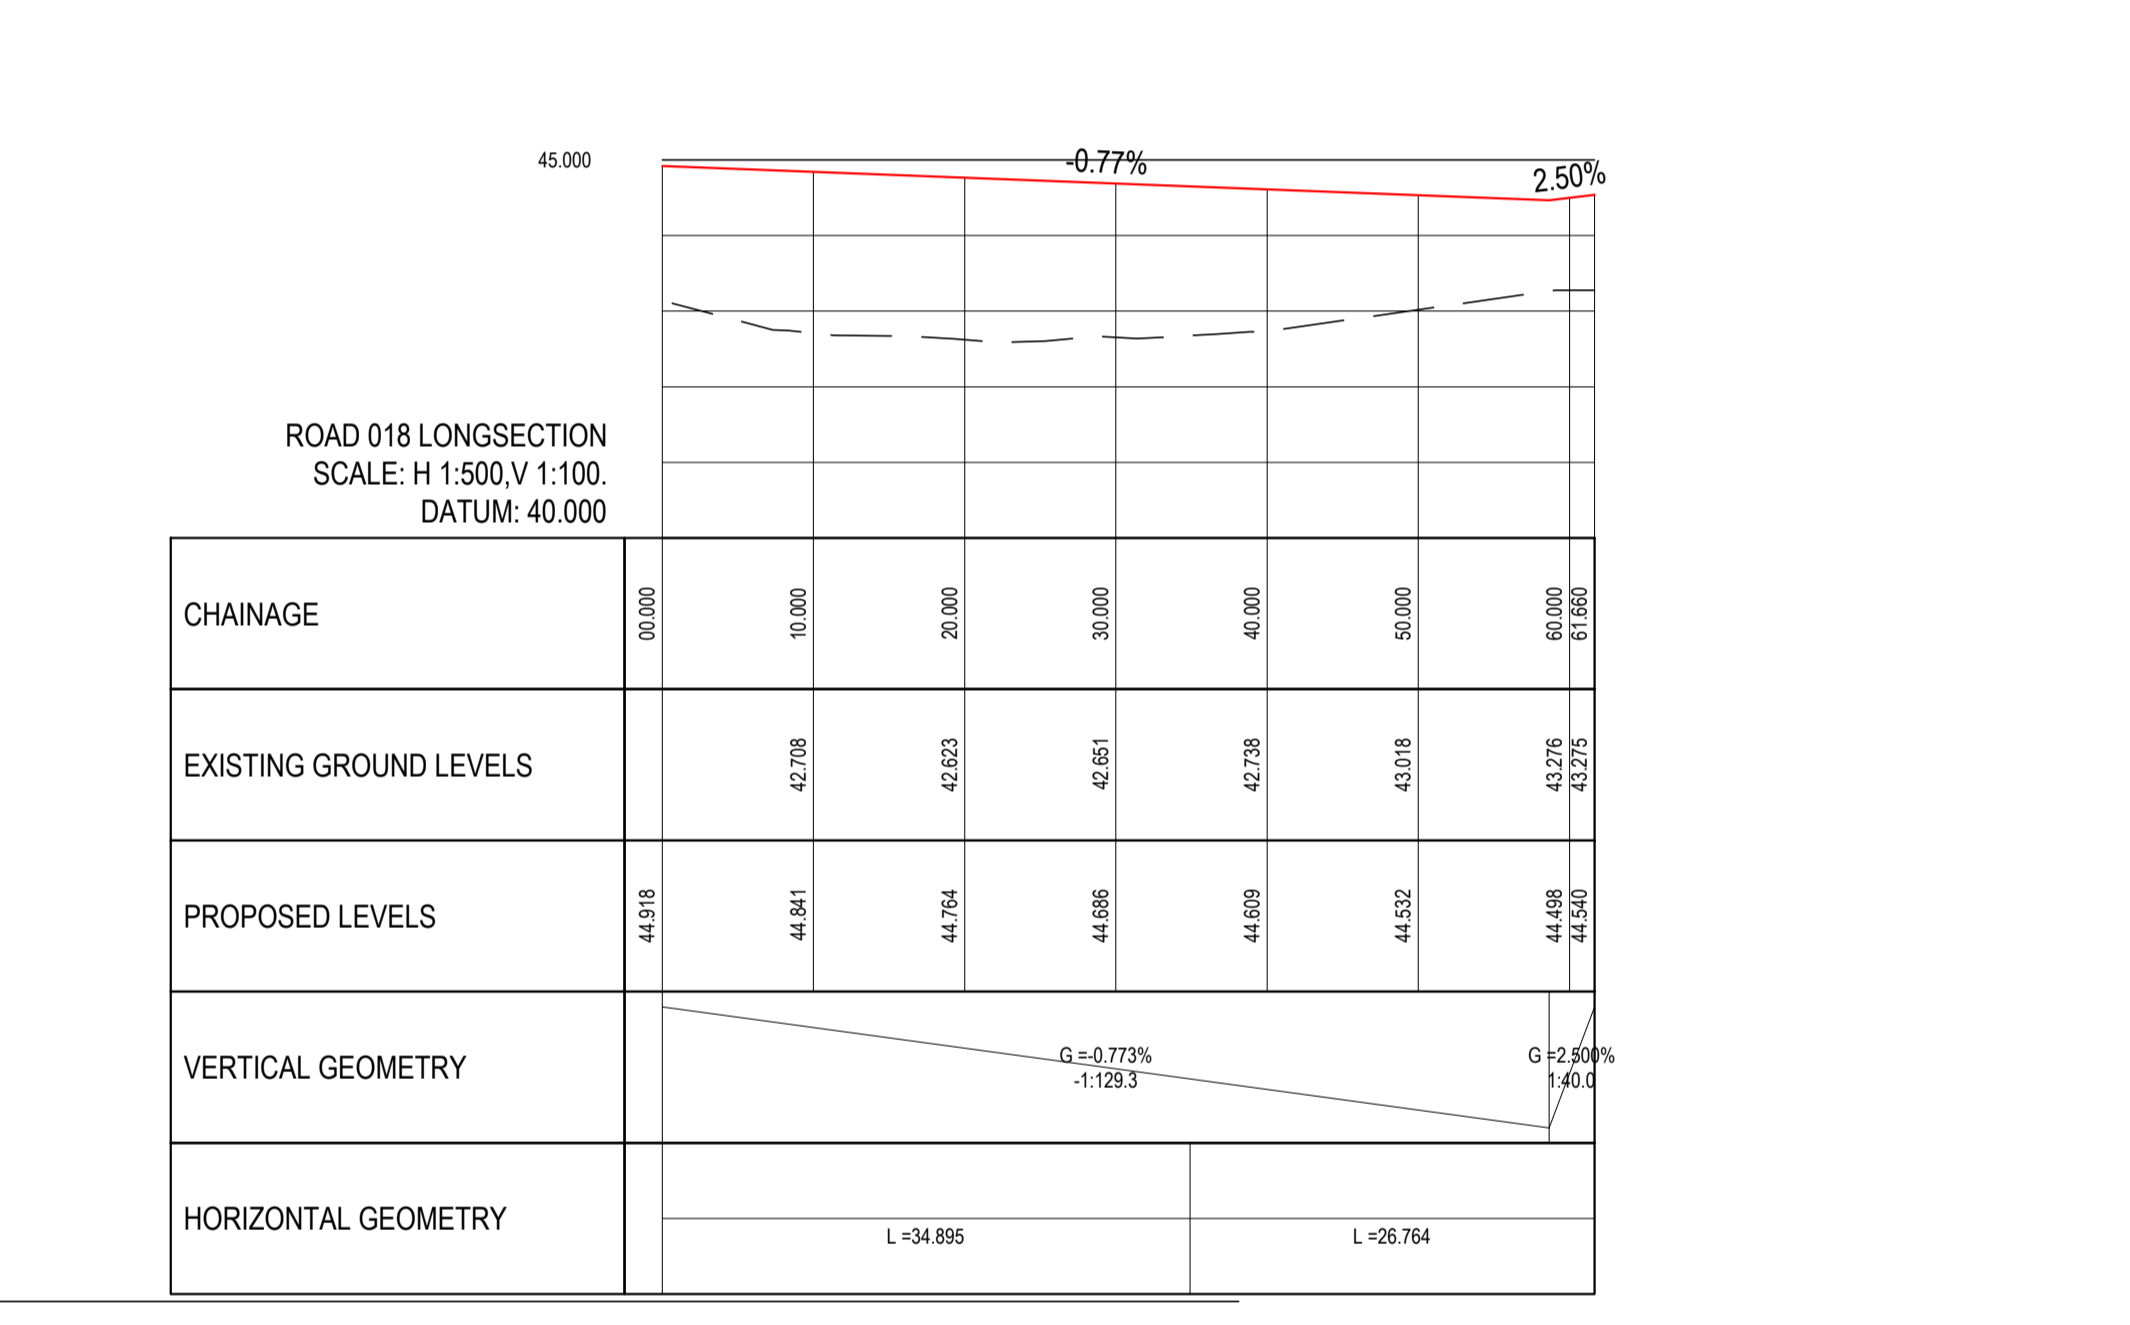 45.000
-0.77%
2.50%
ROAD 018 LONGSECTION
SCALE: H 1:500,V 1:100.
DATUM: 40.000
CHAINAGE
00.000
10.000
20.000
30.000
40.000
50.000
60.000
61.660
EXISTING GROUND LEVELS
42.708
42.623
42.651
42.738
43.018
43.276
43.275
PROPOSED LEVELS
44.918
44.841
44.764
44.686
44.609
44.532
44.498
44.540
VERTICAL GEOMETRY
G =-0.773%
-1:129.3
G =2.500%
1:40.0
HORIZONTAL GEOMETRY
L =34.895
L =26.764